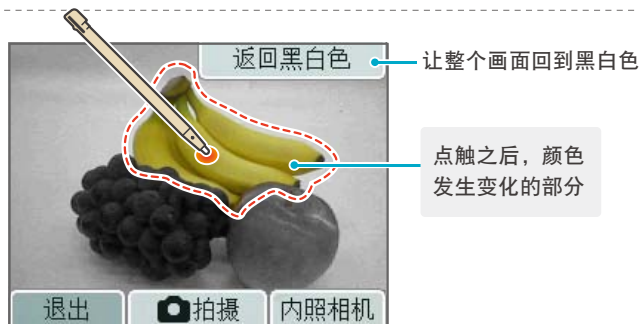 返回黑白色
让整个画面回到黑白色
点触之后，颜色
发生变化的部分
退出
拍摄
内照相机